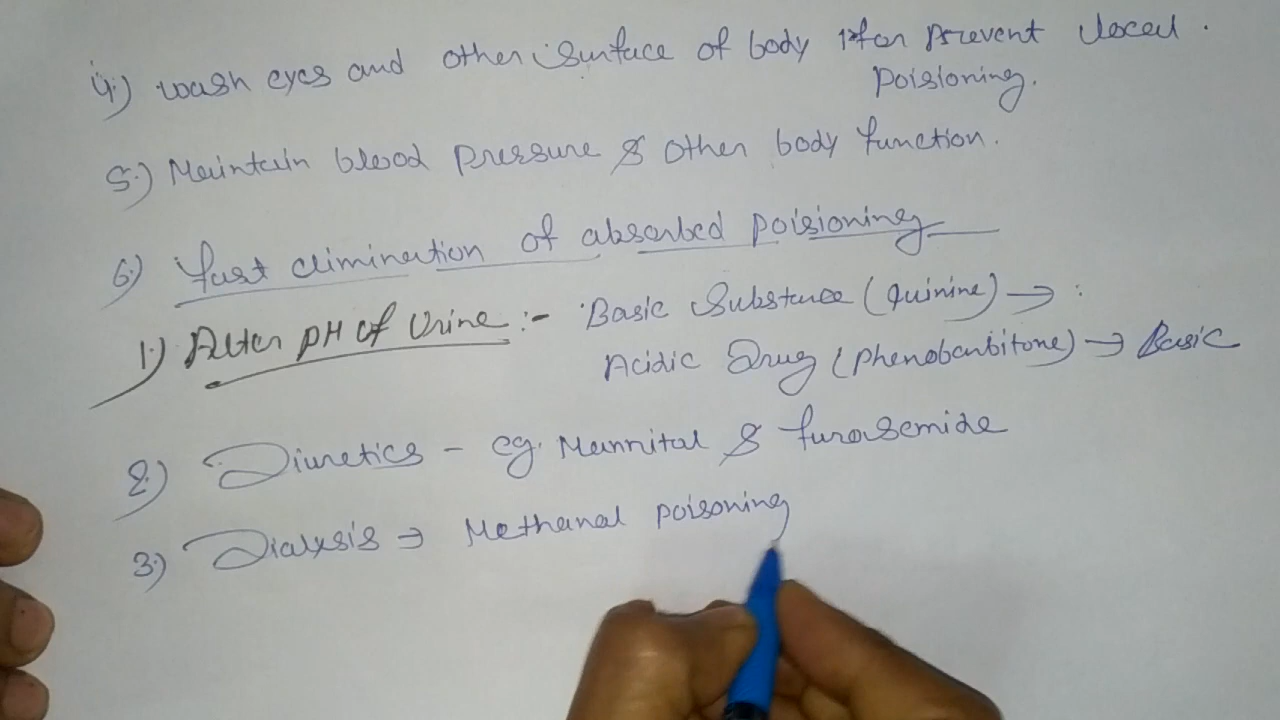 4.) wash eyes and other surface of body for prevent local.
poisioning.
5.) Maintain blood pressure & other body function.
6.) fast elimination of absorbed poisioning
1.) Alter pH of Urine :- Basic Substance (quinine) → :
Acidic Drug (phenobarbitone) → Basic
2.) Diuretics - eg. Mannital & furosemide
3.) Dialysis → Methanal poisoning